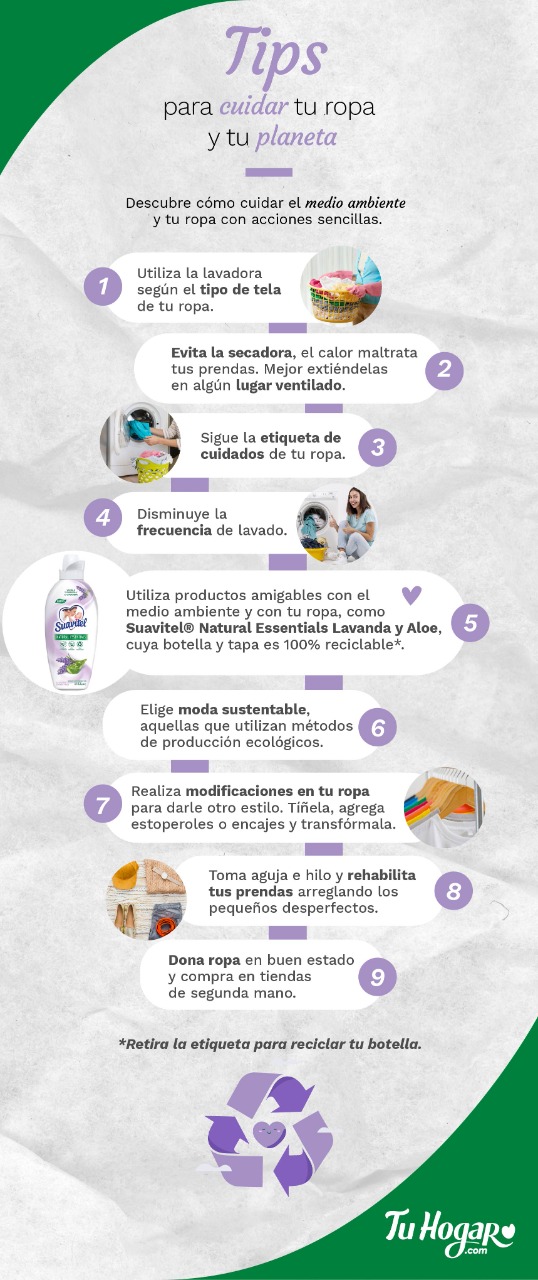 Tips
para cuidar tu ropa
y tu planeta
Descubre cómo cuidar el medio ambiente
y tu ropa con acciones sencillas.
1
Utiliza la lavadora
según el tipo de tela
de tu ropa.
Evita la secadora, el calor maltrata
tus prendas. Mejor extiéndelas
en algún lugar ventilado.
2
Sigue la etiqueta de
cuidados de tu ropa.
3
4
Disminuye la
frecuencia de lavado.
Suavitel
Utiliza productos amigables con el
medio ambiente y con tu ropa, como
Suavitel® Natural Essentials Lavanda y Aloe,
cuya botella y tapa es 100% reciclable*.
5
Elige moda sustentable,
aquellas que utilizan métodos
de producción ecológicos.
6
7
Realiza modificaciones en tu ropa
para darle otro estilo. Tíñela, agrega
estoperoles o encajes y transfórmala.
Toma aguja e hilo y rehabilita
tus prendas arreglando los
pequeños desperfectos.
8
Dona ropa en buen estado
y compra en tiendas
de segunda mano.
9
*Retira la etiqueta para reciclar tu botella.
Tu Hogar
.com